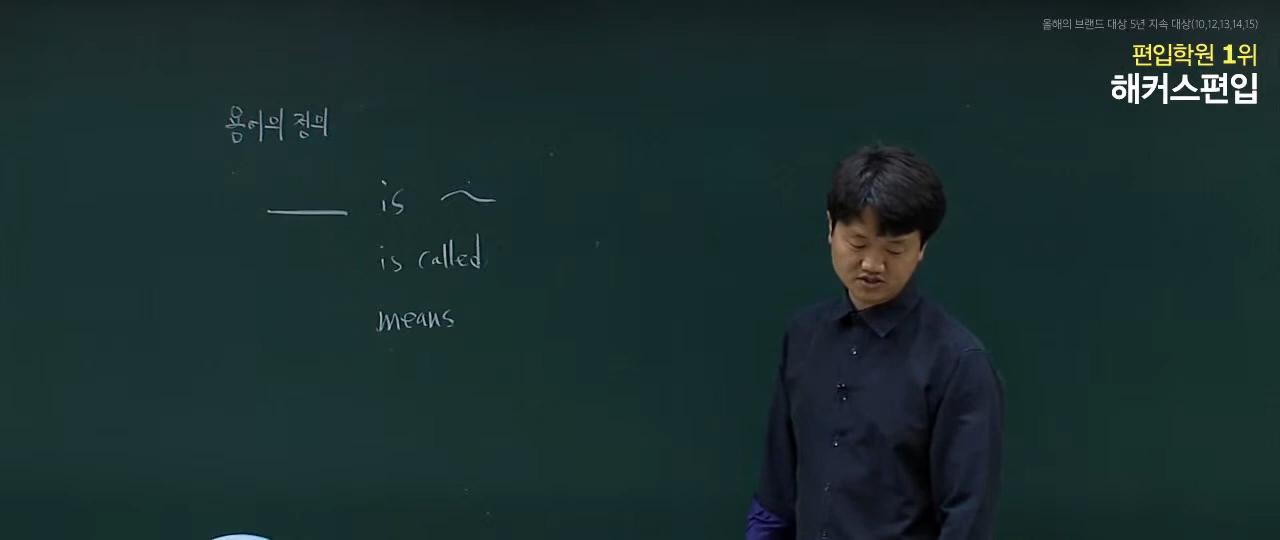 올해의 브랜드 대상 5년 지속 대상(10,12,13,14,15)
편입학원 1위
해커스편입
용어의 정의
___ is ~
is called
means